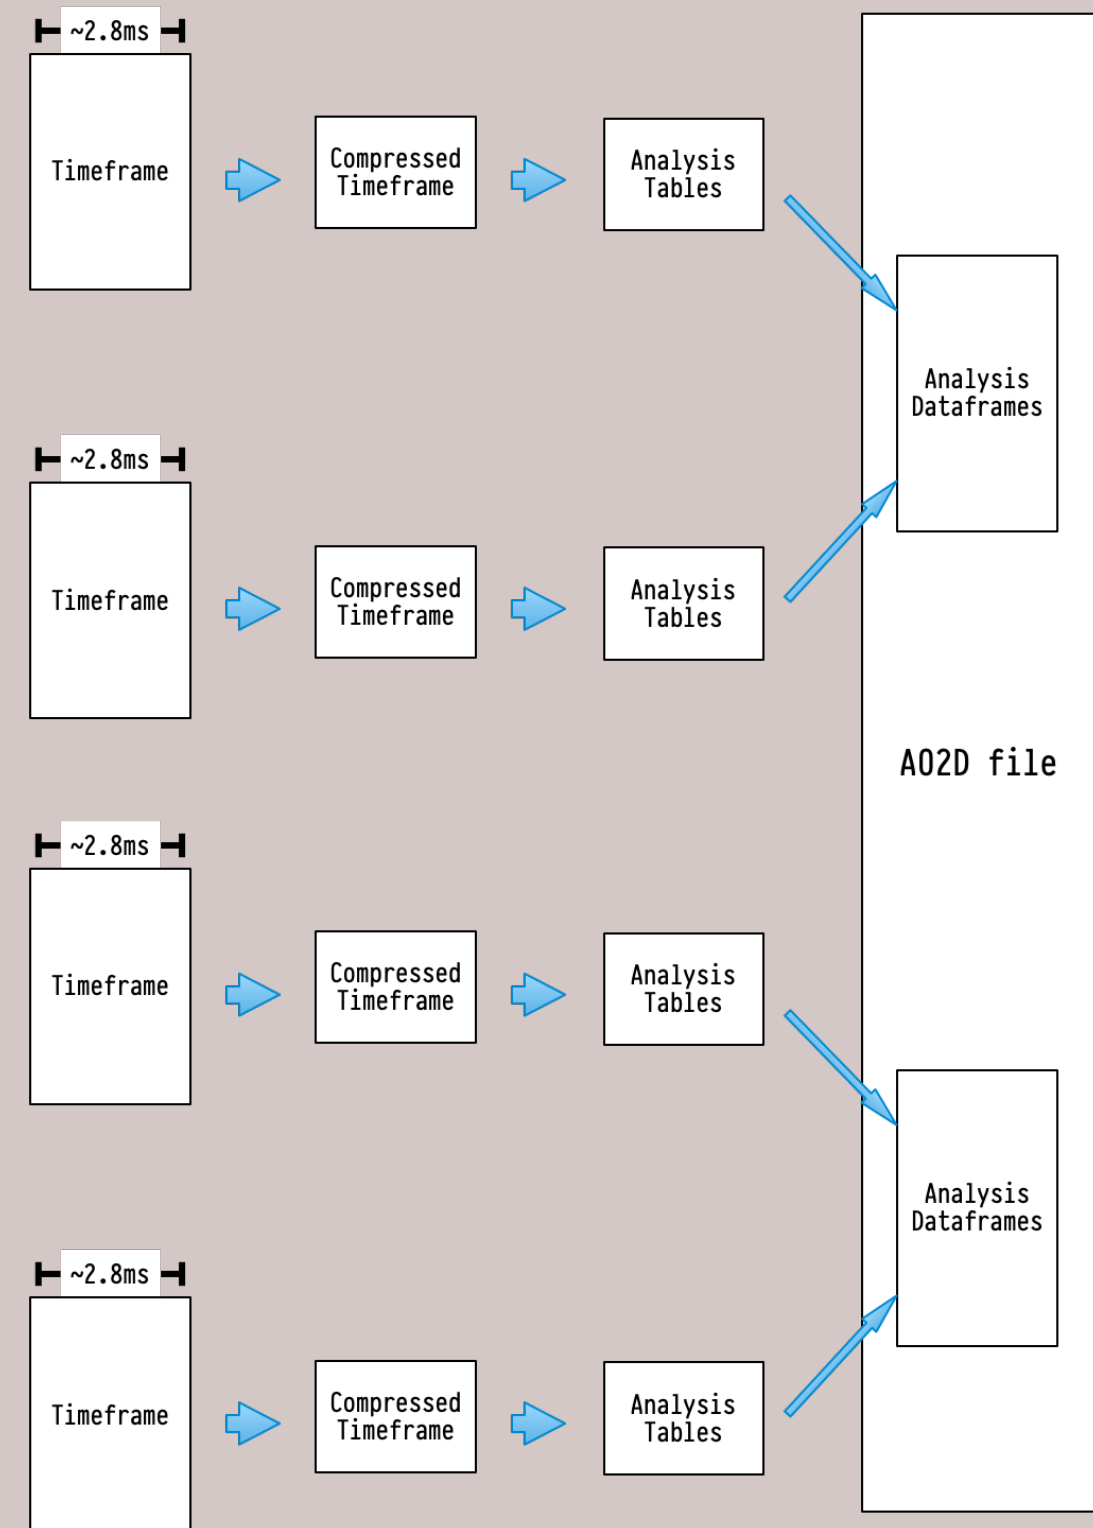 ~2.8ms
Timeframe
Compressed
Timeframe
Analysis
Tables
Analysis
Dataframes
~2.8ms
Timeframe
Compressed
Timeframe
Analysis
Tables
AO2D file
~2.8ms
Timeframe
Compressed
Timeframe
Analysis
Tables
Analysis
Dataframes
~2.8ms
Timeframe
Compressed
Timeframe
Analysis
Tables